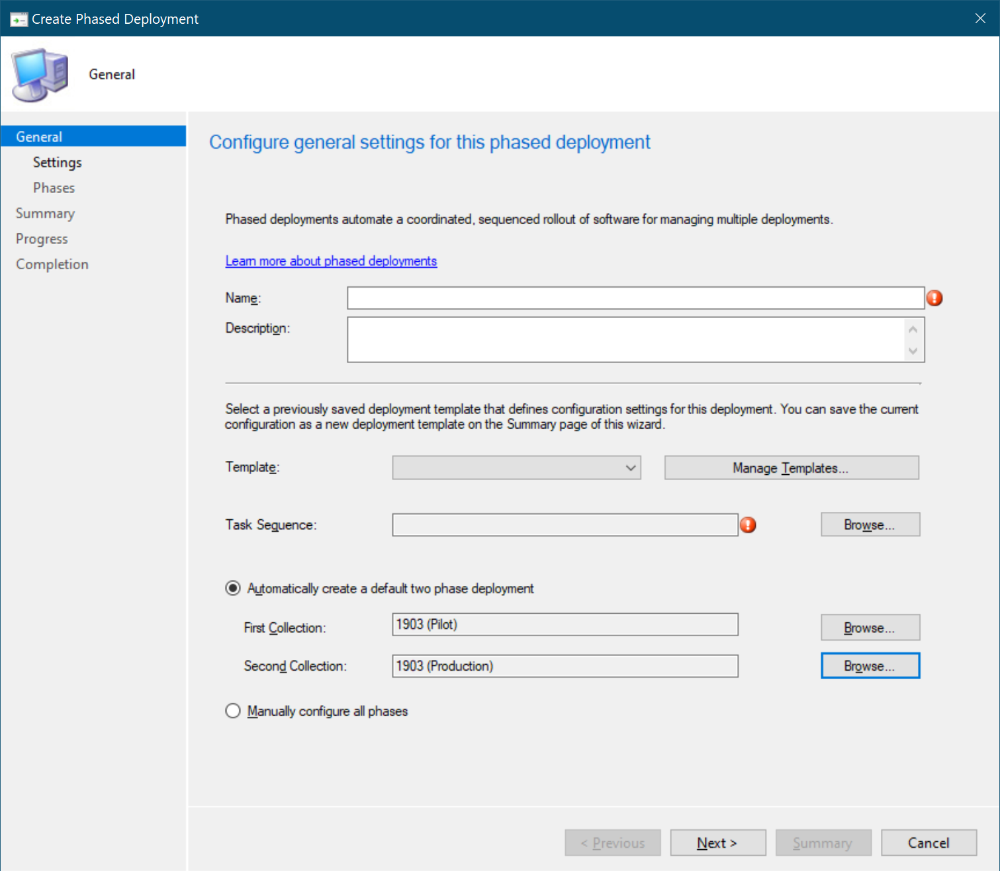 Create Phased Deployment
General
General
Settings
Phases
Summary
Progress
Completion
Configure general settings for this phased deployment
Phased deployments automate a coordinated, sequenced rollout of software for managing multiple deployments.
Learn more about phased deployments
Name:
Description:
Select a previously saved deployment template that defines configuration settings for this deployment. You can save the current
configuration as a new deployment template on the Summary page of this wizard.
Template:
Manage Templates...
Task Sequence:
Browse...
Automatically create a default two phase deployment
First Collection:
1903 (Pilot)
Browse...
Second Collection:
1903 (Production)
Browse...
Manually configure all phases
< Previous
Next >
Summary
Cancel